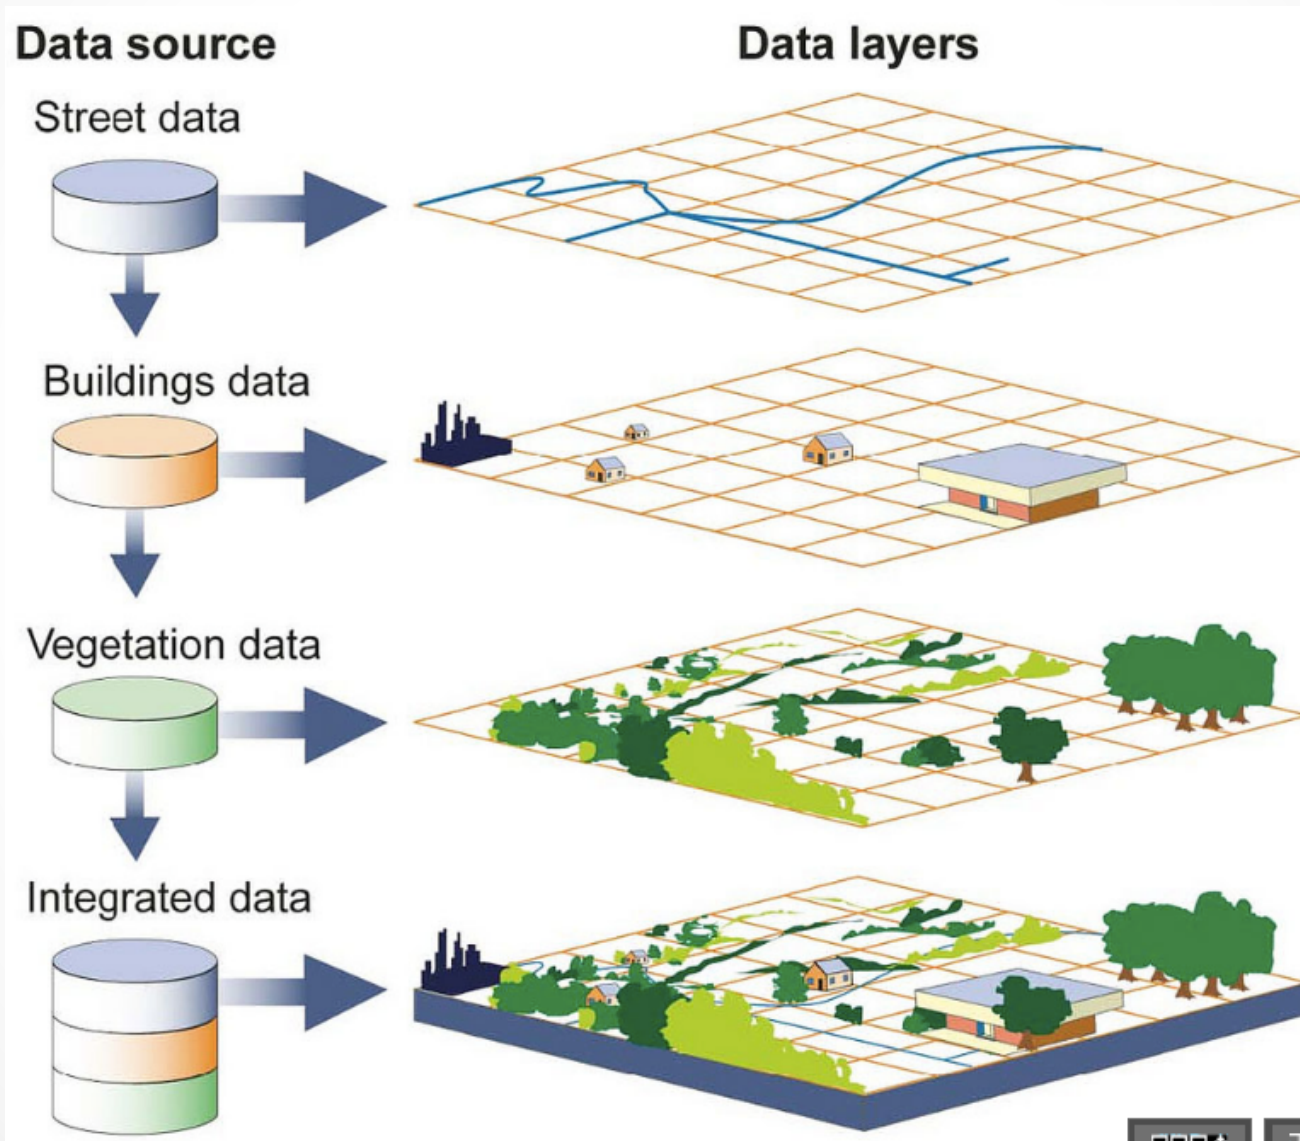 Data source
Data layers
Street data
Buildings data
Vegetation data
Integrated data